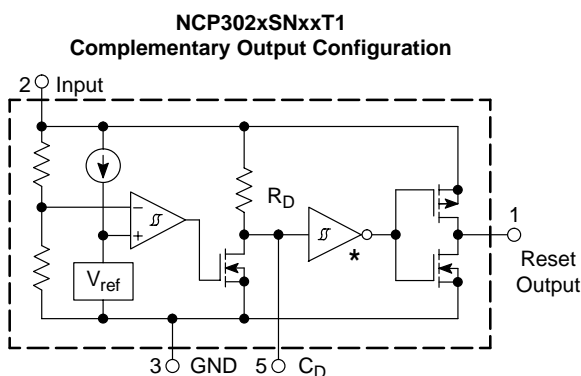 NCP302xSNxxT1
Complementary Output Configuration
2 Input
R_D
1
−
+
*
V_ref
Reset
Output
3 GND 5 C_D